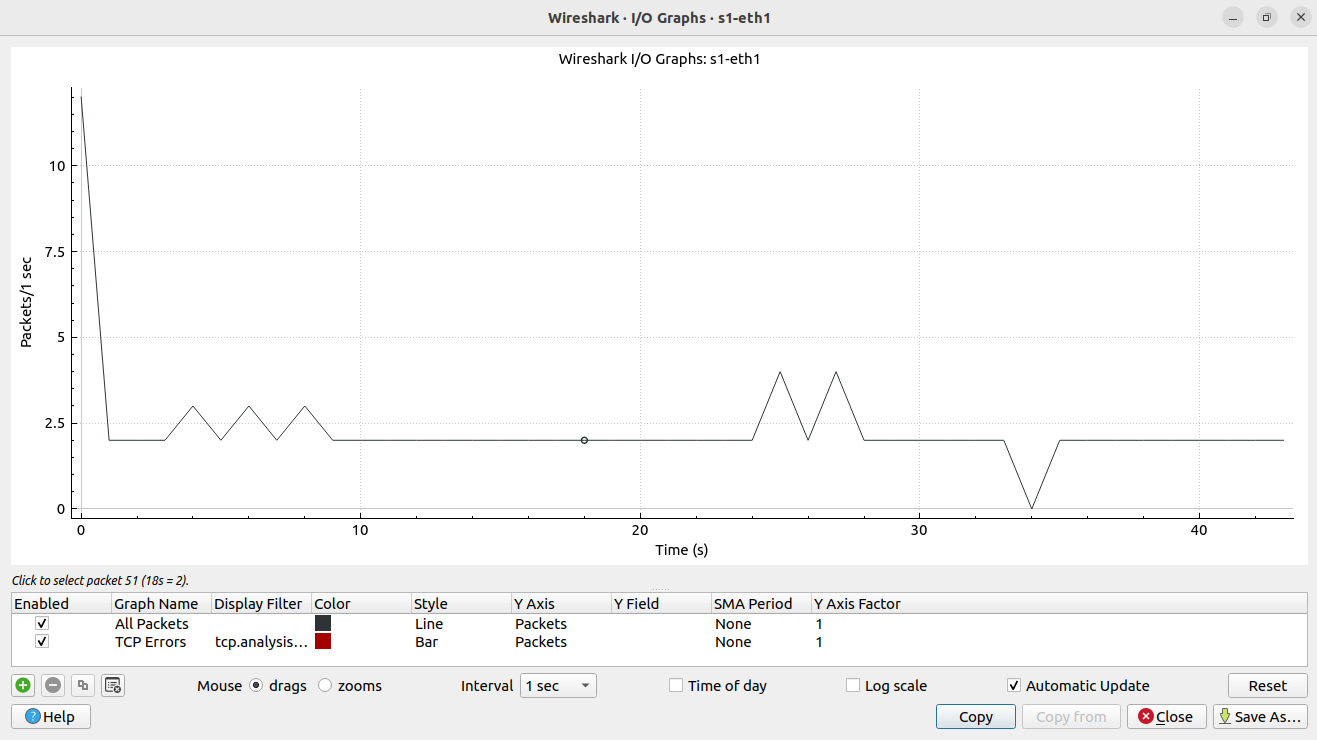 Wireshark · I/O Graphs · s1-eth1
Wireshark I/O Graphs: s1-eth1
Packets/1 sec
10
7.5
5
2.5
0
0 10 20 30 40
Time (s)
Click to select packet 51 (18s = 2).
Enabled Graph Name Display Filter Color Style Y Axis Y Field SMA Period Y Axis Factor
All Packets Line Packets None 1
TCP Errors tcp.analysis… Bar Packets None 1
Mouse drags zooms Interval 1 sec Time of day Log scale Automatic Update Reset
Help Copy Copy from Close Save As…